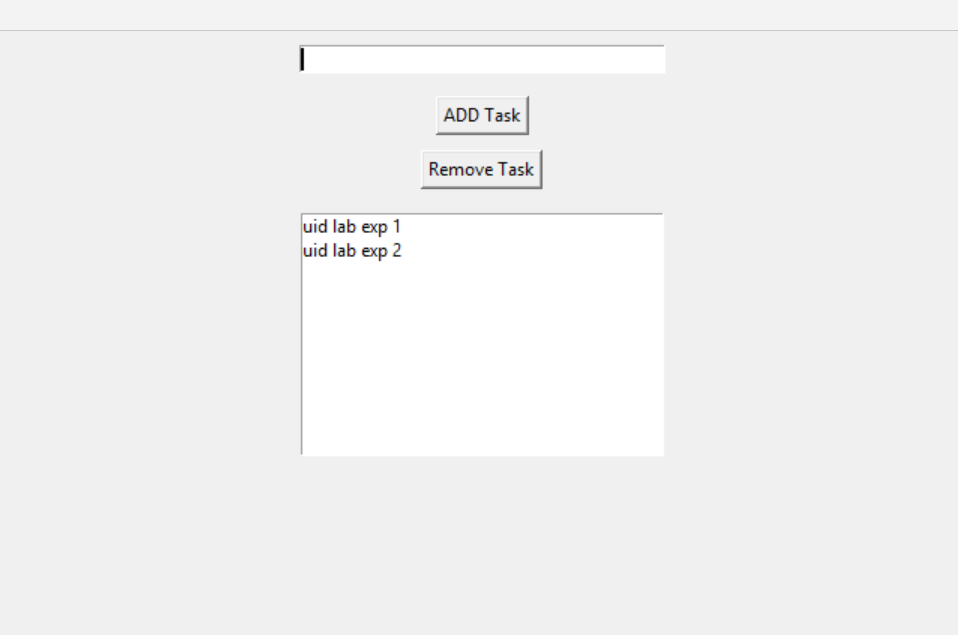 ADD Task
Remove Task
uid lab exp 1
uid lab exp 2